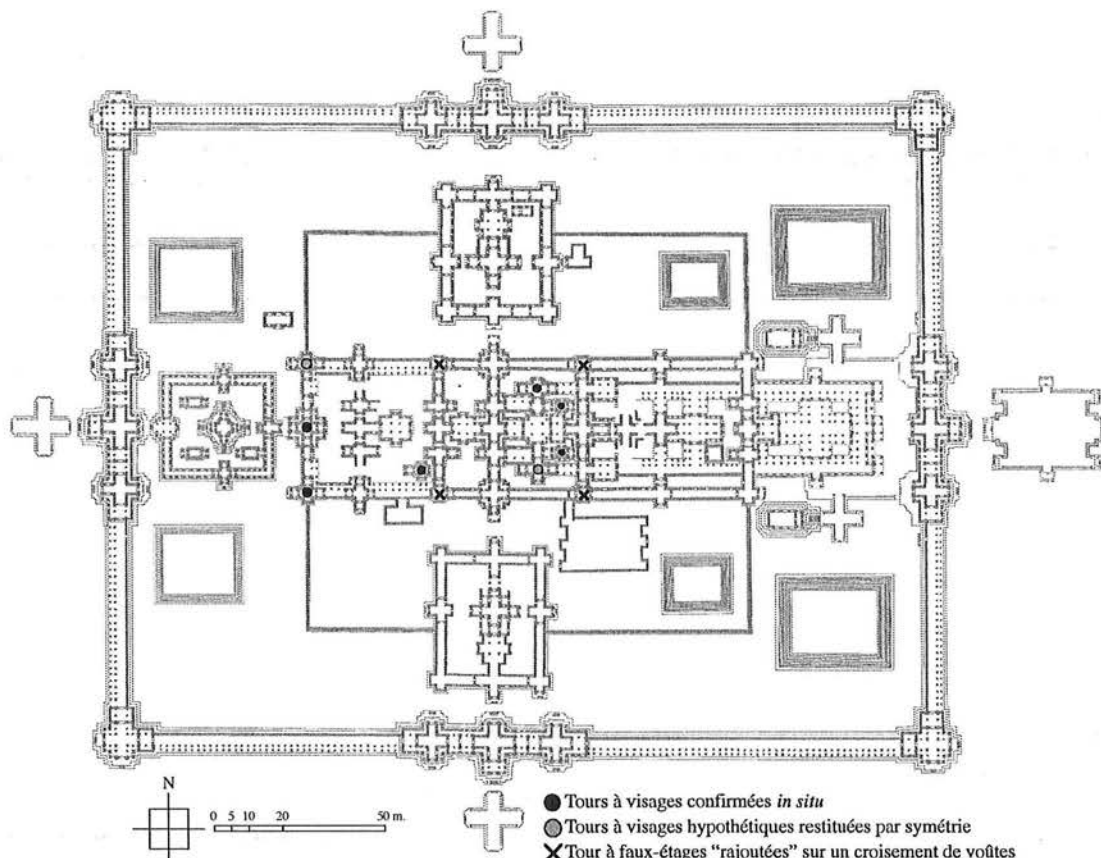 N
0 5 10 20 50 m.
Tours à visages confirmées in situ
Tours à visages hypothétiques restituées par symétrie
Tour à faux-étages "rajoutées" sur un croisement de voûtes